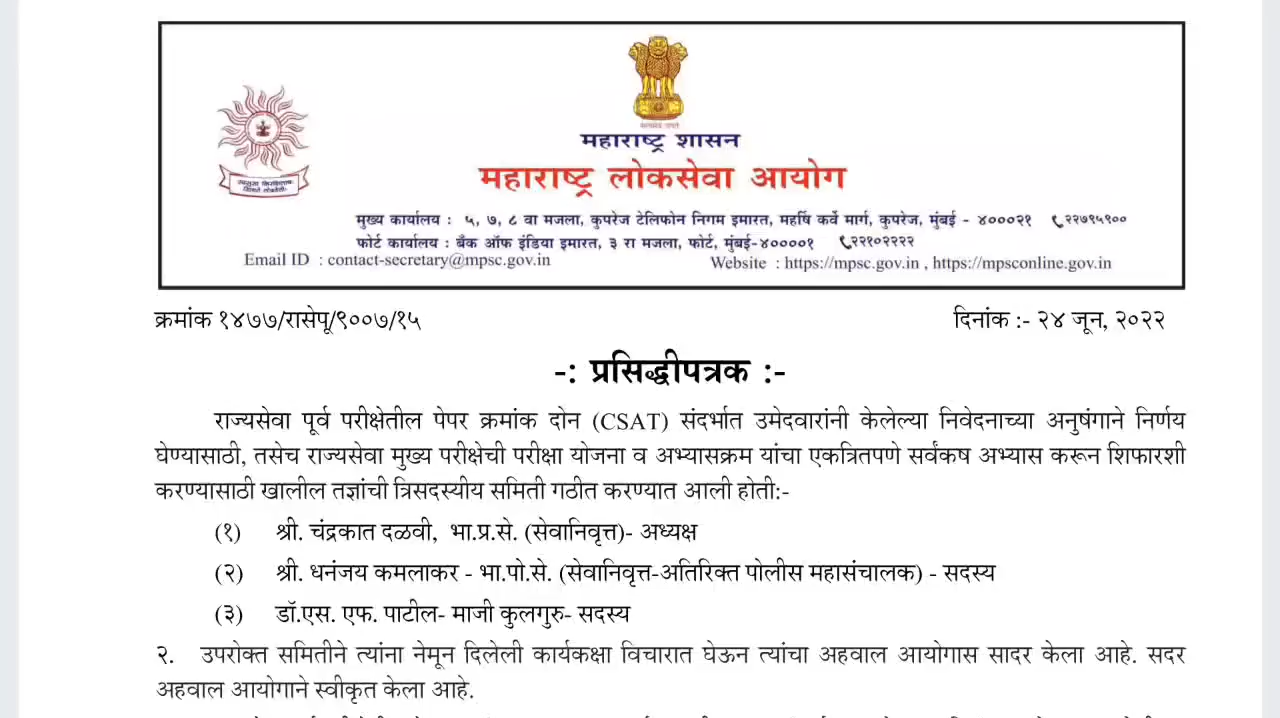 महाराष्ट्र शासन
महाराष्ट्र लोकसेवा आयोग
मुख्य कार्यालय : ५, ७, ८ वा मजला, कुपरेज टेलिफोन निगम इमारत, महर्षि कर्वे मार्ग, कुपरेज, मुंबई - ४०००२१ २२७९५९००
फोर्ट कार्यालय : बँक ऑफ इंडिया इमारत, ३ रा मजला, फोर्ट, मुंबई-४००००१ २२१०२२२२
Email ID : contact-secretary@mpsc.gov.in Website : https://mpsc.gov.in , https://mpsconline.gov.in
क्रमांक १४७७/रासेपू/९००७/१५ दिनांक :- २४ जून, २०२२
-: प्रसिद्धीपत्रक :-
राज्यसेवा पूर्व परीक्षेतील पेपर क्रमांक दोन (CSAT) संदर्भात उमेदवारांनी केलेल्या निवेदनाच्या अनुषंगाने निर्णय
घेण्यासाठी, तसेच राज्यसेवा मुख्य परीक्षेची परीक्षा योजना व अभ्यासक्रम यांचा एकत्रितपणे सर्वंकष अभ्यास करून शिफारशी
करण्यासाठी खालील तज्ञांची त्रिसदस्यीय समिती गठीत करण्यात आली होती:-
(१) श्री. चंद्रकात दळवी, भा.प्र.से. (सेवानिवृत्त)- अध्यक्ष
(२) श्री. धनंजय कमलाकर - भा.पो.से. (सेवानिवृत्त-अतिरिक्त पोलीस महासंचालक) - सदस्य
(३) डॉ.एस. एफ. पाटील- माजी कुलगुरु- सदस्य
२. उपरोक्त समितीने त्यांना नेमून दिलेली कार्यकक्षा विचारात घेऊन त्यांचा अहवाल आयोगास सादर केला आहे. सदर
अहवाल आयोगाने स्वीकृत केला आहे.